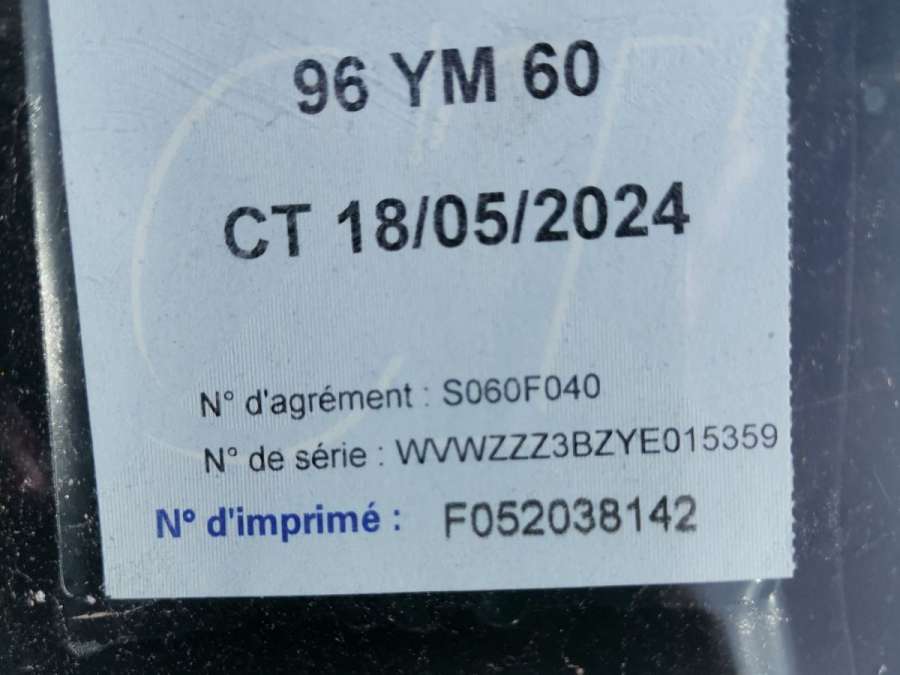 96 YM 60
CT 18/05/2024
N° d'agrément : S060F040
N° de série : WVWZZZ3BZYE015359
N° d'imprimé : F052038142